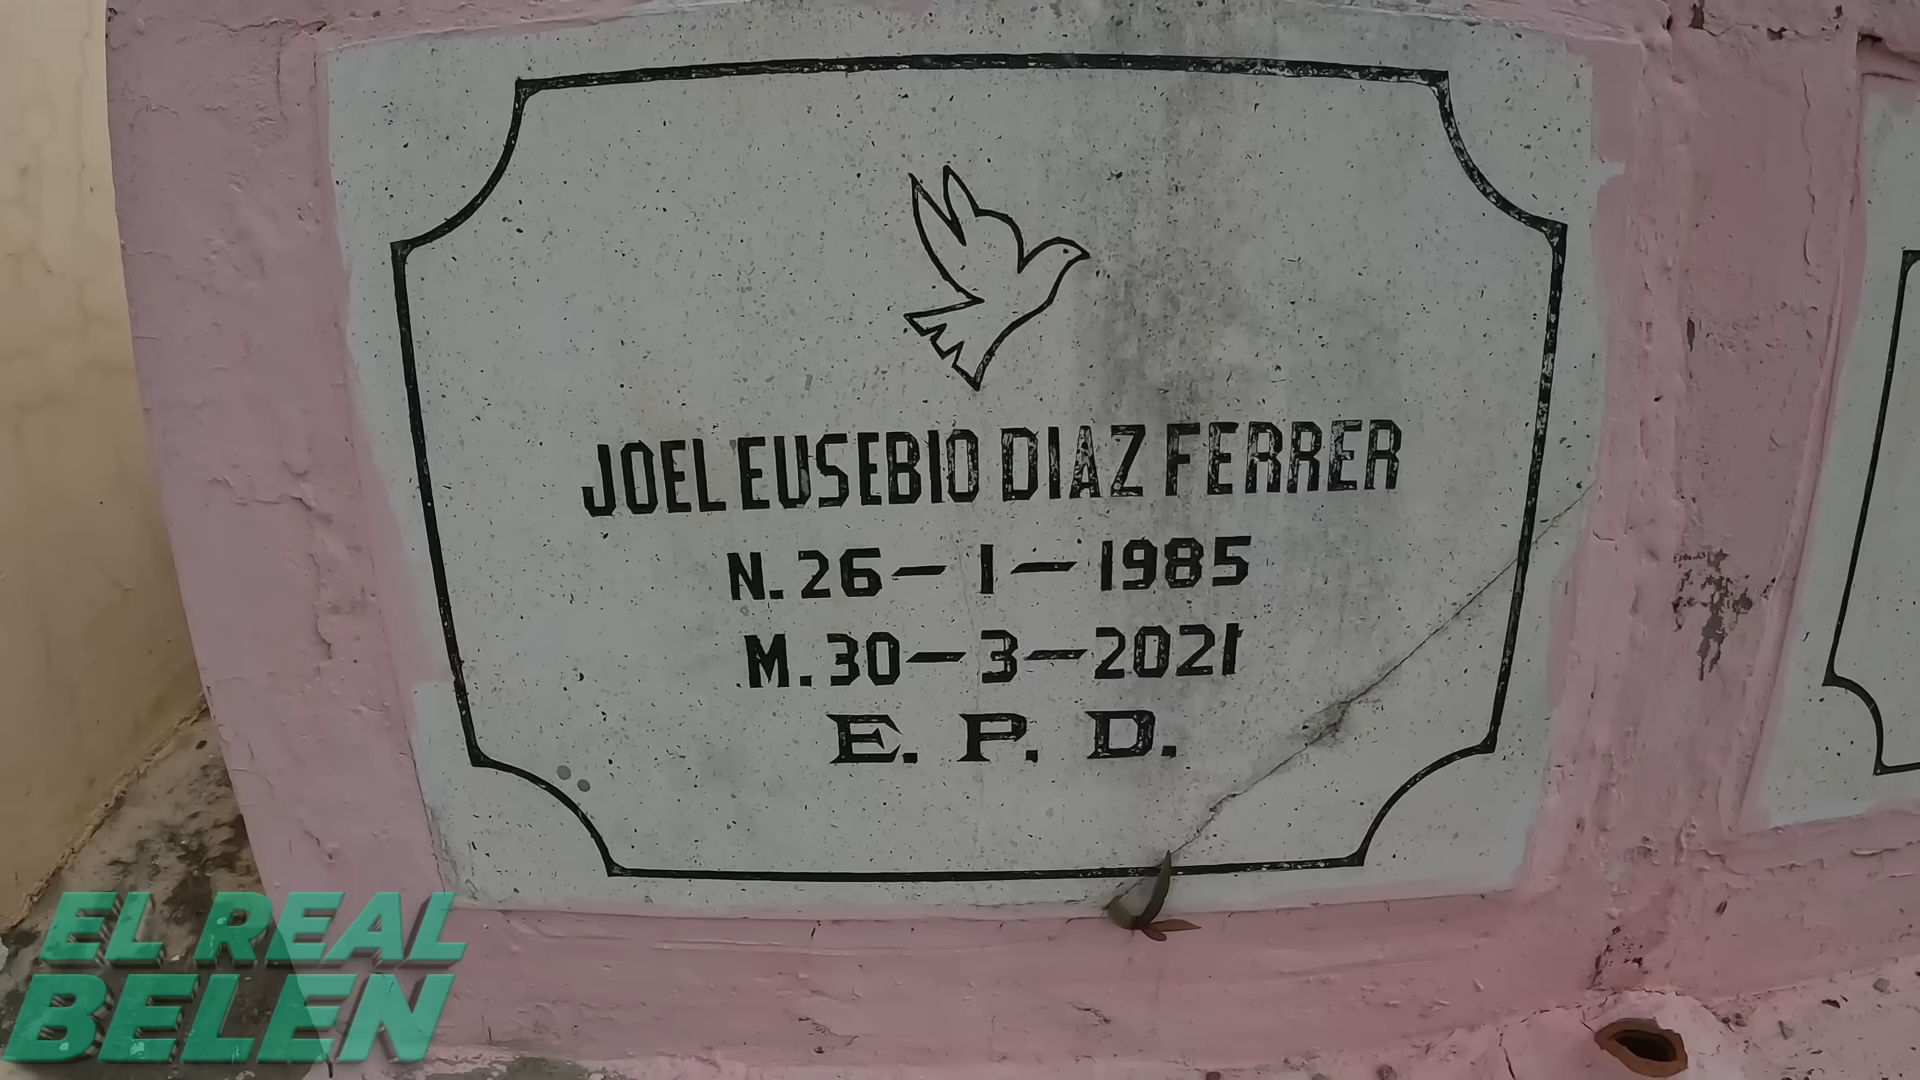 JOEL EUSEBIO DIAZ FERRER
N. 26 - 1 - 1985
M. 30 - 3 - 2021
E. P. D.
EL REAL
BELEN